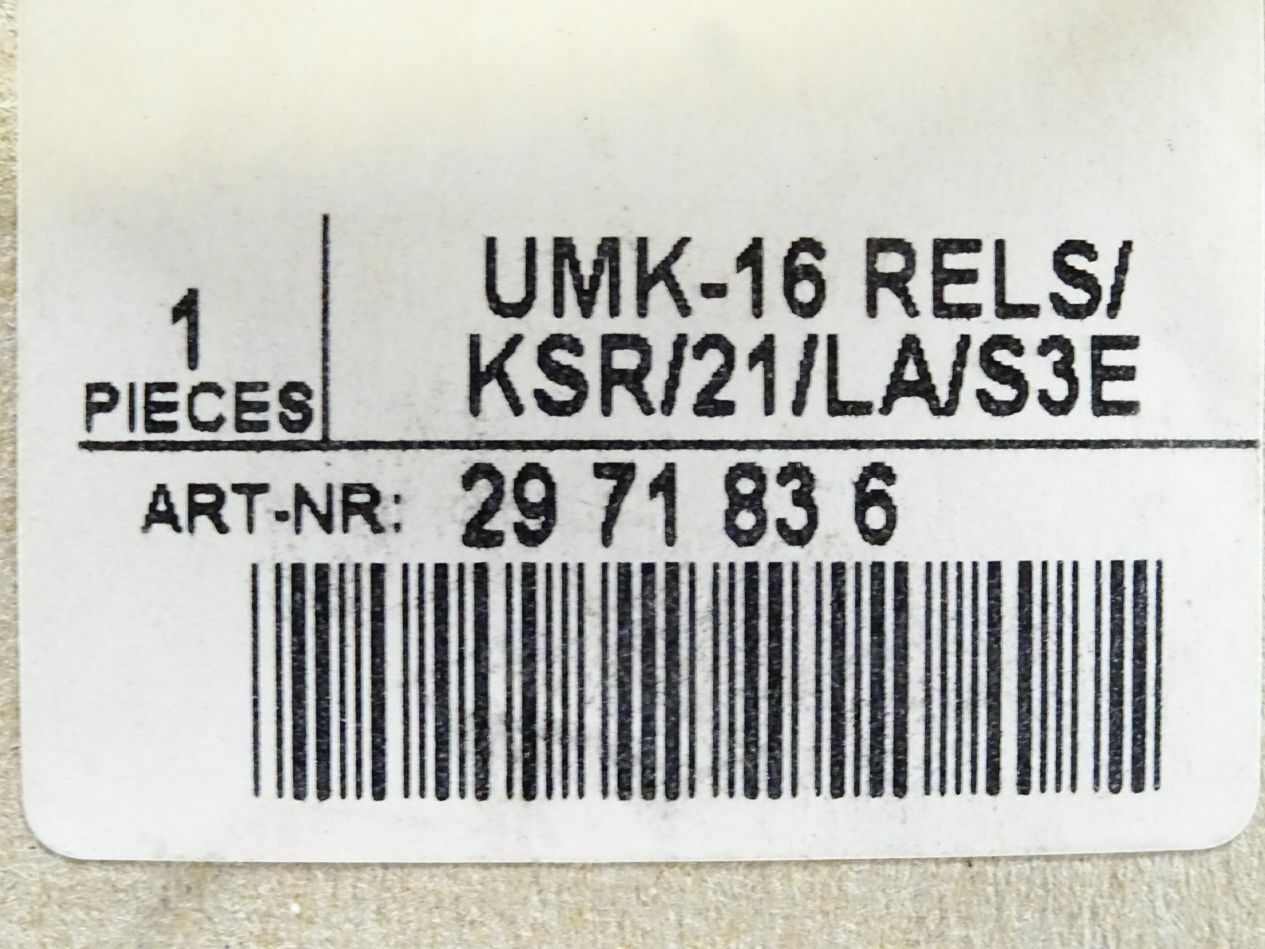 1
PIECES
UMK-16 RELS/
KSR/21/LA/S3E
ART-NR: 29 71 83 6